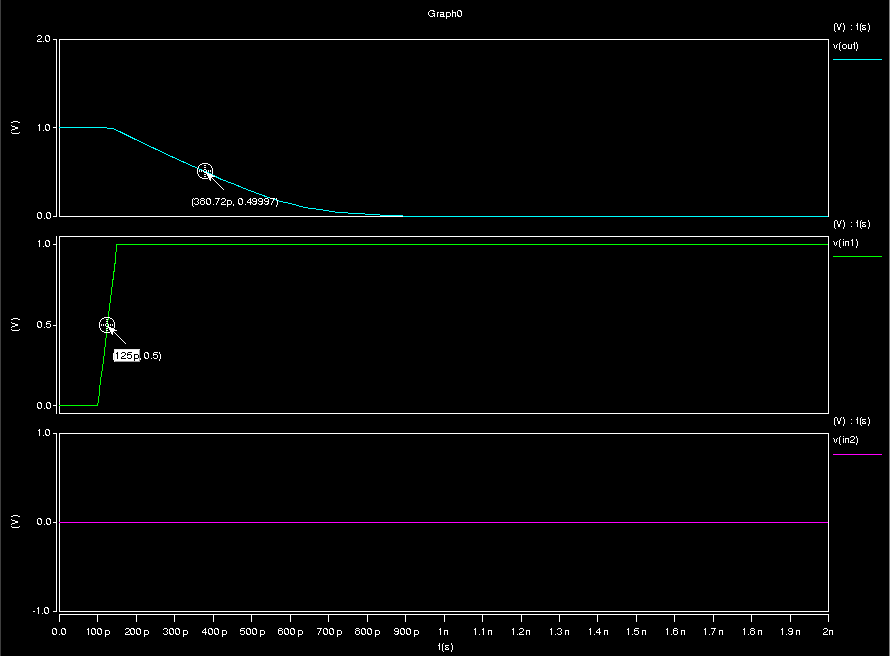 Graph0
(V) : t(s)
v(out)
2.0
1.0
0.0
(V)
(380.72p, 0.49997)
(V) : t(s)
v(in1)
1.0
0.5
0.0
(V)
125p, 0.5)
(V) : t(s)
v(in2)
1.0
0.0
-1.0
(V)
0.0 100p 200p 300p 400p 500p 600p 700p 800p 900p 1n 1.1n 1.2n 1.3n 1.4n 1.5n 1.6n 1.7n 1.8n 1.9n 2n
t(s)